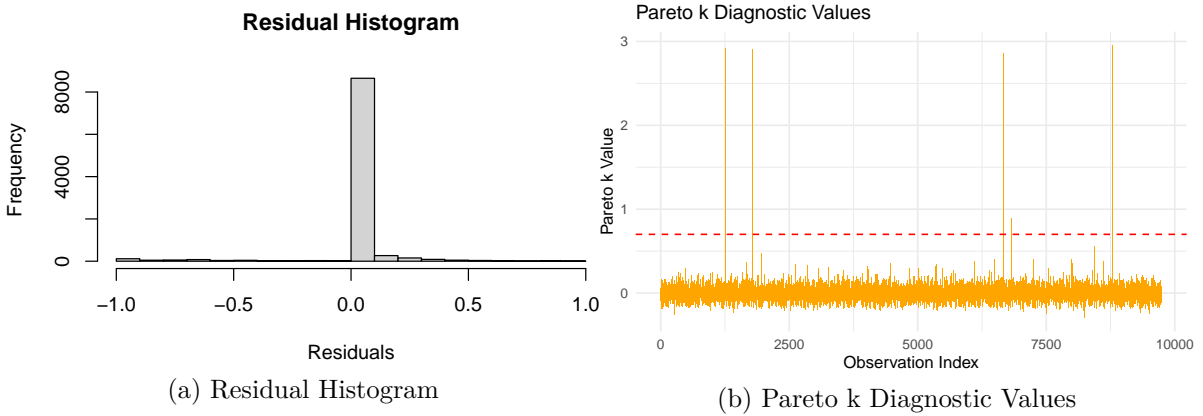 Residual Histogram
Frequency
8000
4000
0
−1.0 −0.5 0.0 0.5 1.0
Residuals
(a) Residual Histogram
Pareto k Diagnostic Values
Pareto k Value
3
2
1
0
0 2500 5000 7500 10000
Observation Index
(b) Pareto k Diagnostic Values